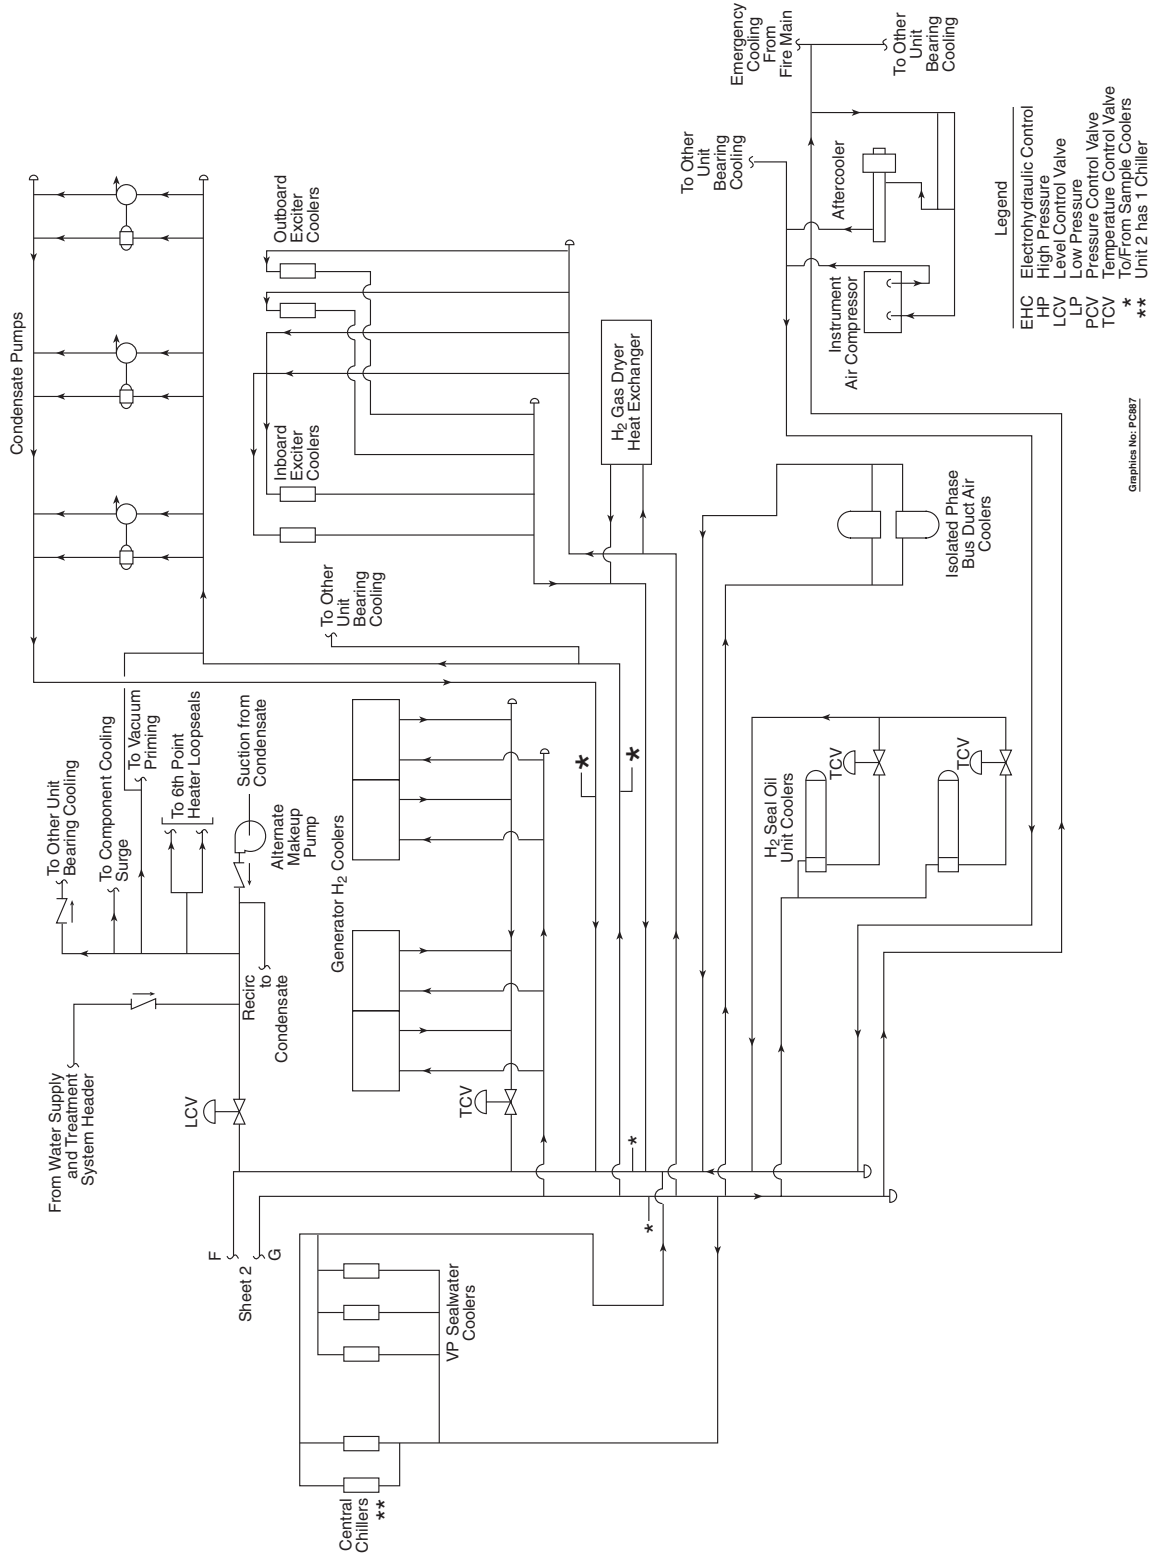 Condensate Pumps
To Other Unit
Bearing Cooling
To Component Cooling
Surge
To Vacuum
Priming
To 6th Point
Heater Loopseals
Suction from
Condensate
Alternate
Makeup
Pump
From Water Supply
and Treatment
System Header
LCV
Recirc
to
Condensate
F
G
Sheet 2
Generator H2 Coolers
TCV
To Other
Unit
Bearing
Cooling
Outboard
Exciter
Coolers
Inboard
Exciter
Coolers
H2 Gas Dryer
Heat Exchanger
*
*
*
*
VP Sealwater
Coolers
Central
Chillers
**
H2 Seal Oil
Unit Coolers
TCV
TCV
Isolated Phase
Bus Duct Air
Coolers
To Other
Unit
Bearing
Cooling
Emergency
Cooling
From
Fire Main
To Other
Unit
Bearing
Cooling
Aftercooler
Instrument
Air Compressor
Legend
EHC Electrohydraulic Control
HP High Pressure
LCV Level Control Valve
LP Low Pressure
PCV Pressure Control Valve
TCV Temperature Control Valve
* To/From Sample Coolers
** Unit 2 has 1 Chiller
Graphics No: PC887